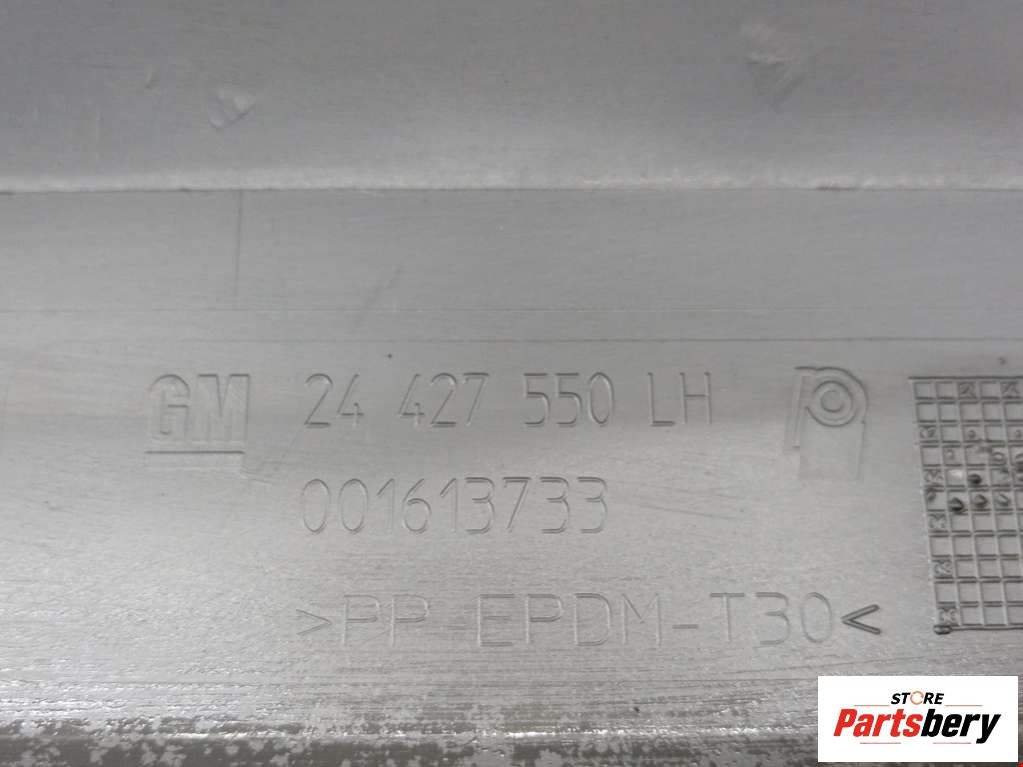 GM 24 427 550 LH
001613733
>PP-EPDM-T30<
STORE
Partsbery